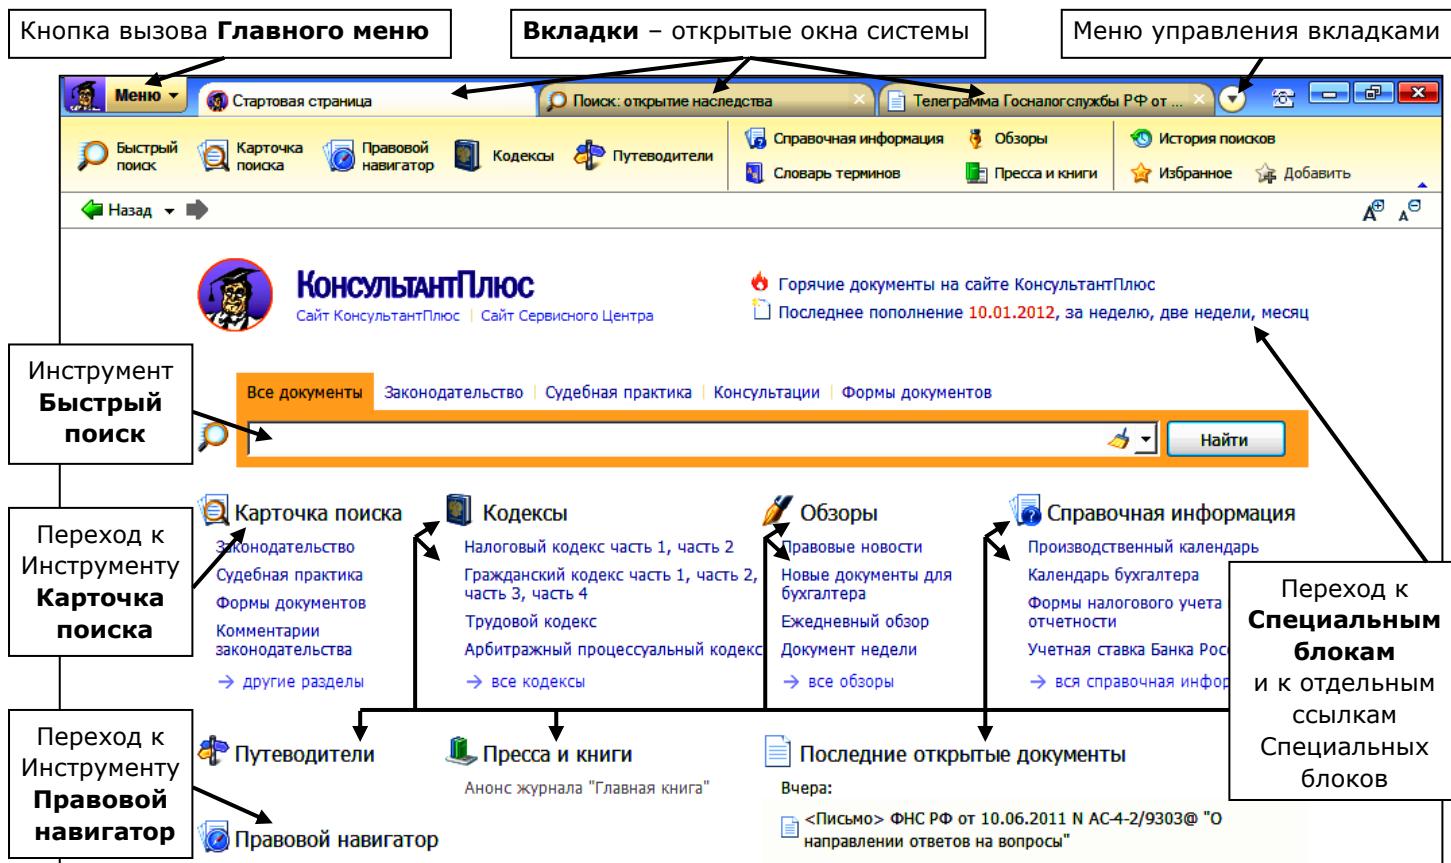 Кнопка вызова Главного меню
Вкладки – открытые окна системы
Меню управления вкладками
Меню
Стартовая страница
Поиск: открытие наследства
Телеграмма Госналогслужбы РФ от ...
Быстрый поиск
Карточка поиска
Правовой навигатор
Кодексы
Путеводители
Справочная информация
Обзоры
История поисков
Словарь терминов
Пресса и книги
Избранное
Добавить
Назад
КонсультантПлюс
Сайт КонсультантПлюс
Сайт Сервисного Центра
Горячие документы на сайте КонсультантПлюс
Последнее пополнение 10.01.2012, за неделю, две недели, месяц
Инструмент
Быстрый
поиск
Все документы
Законодательство
Судебная практика
Консультации
Формы документов
Найти
Переход к
Инструменту
Карточка
поиска
Карточка поиска
Законодательство
Судебная практика
Формы документов
Комментарии
законодательства
→ другие разделы
Кодексы
Налоговый кодекс часть 1, часть 2
Гражданский кодекс часть 1, часть 2,
часть 3, часть 4
Трудовой кодекс
Арбитражный процессуальный кодекс
→ все кодексы
Обзоры
Правовые новости
Новые документы для
бухгалтера
Ежедневный обзор
Документ недели
→ все обзоры
Справочная информация
Производственный календарь
Календарь бухгалтера
Формы налогового учета
отчетности
Учетная ставка Банка
→ вся справочная
Переход к
Специальным
блокам
и к отдельным
ссылкам
Специальных
блоков
Переход к
Инструменту
Правовой
навигатор
Путеводители
Пресса и книги
Анонс журнала "Главная книга"
Последние открытые документы
Вчера:
<Письмо> ФНС РФ от 10.06.2011 N АС-4-2/9303@ "О
направлении ответов на вопросы"
Правовой навигатор